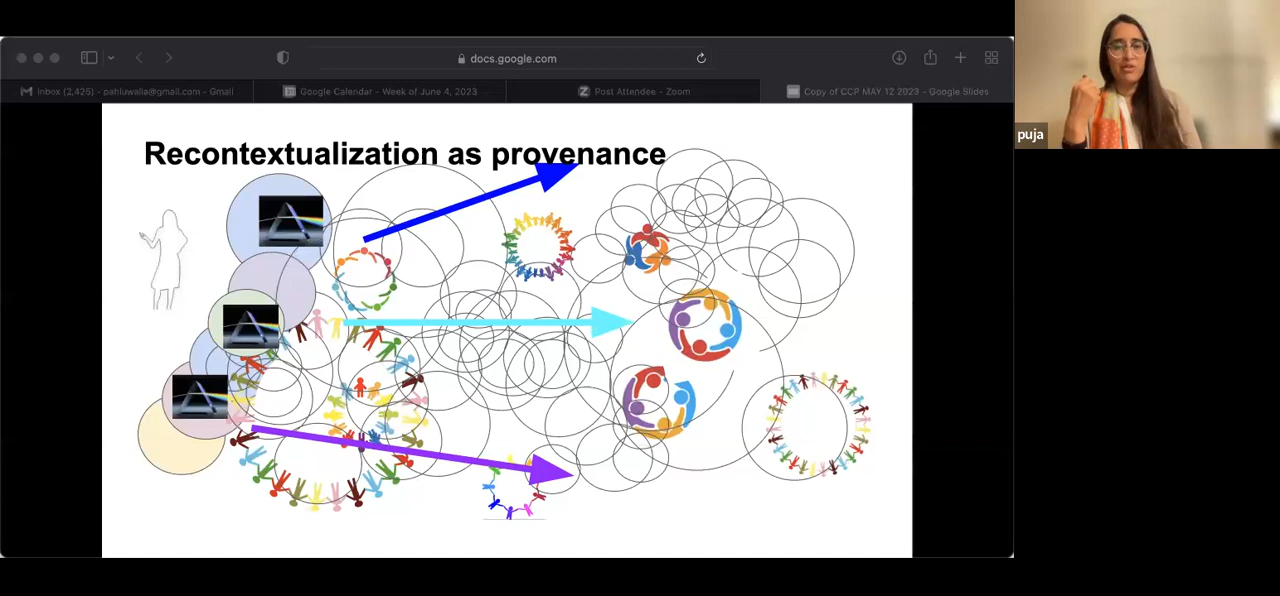 docs.google.com
Inbox (2,425) - pahluwalla@gmail.com - Gmail
Google Calendar - Week of June 4, 2023
Post Attendee - Zoom
Copy of CCP MAY 12 2023 - Google Slides
puja
Recontextualization as provenance